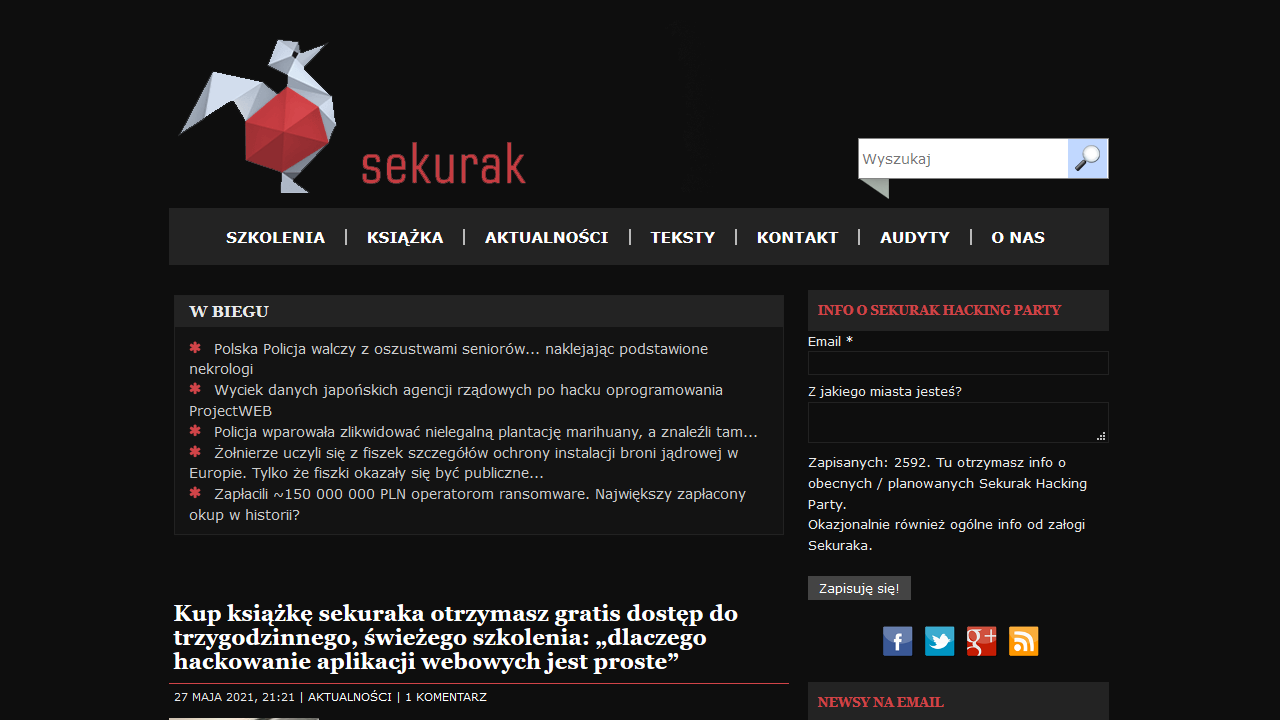 sekurak
Wyszukaj
SZKOLENIA | KSIĄŻKA | AKTUALNOŚCI | TEKSTY | KONTAKT | AUDYTY | O NAS
W BIEGU
Polska Policja walczy z oszustwami seniorów... naklejając podstawione
nekrologi
Wyciek danych japońskich agencji rządowych po hacku oprogramowania
ProjectWEB
Policja wparowała zlikwidować nielegalną plantację marihuany, a znaleźli tam...
Żołnierze uczyli się z fiszek szczegółów ochrony instalacji broni jądrowej w
Europie. Tylko że fiszki okazały się być publiczne...
Zapłacili ~150 000 000 PLN operatorom ransomware. Największy zapłacony
okup w historii?
Kup książkę sekuraka otrzymasz gratis dostęp do
trzygodzinnego, świeżego szkolenia: „dlaczego
hackowanie aplikacji webowych jest proste”
27 MAJA 2021, 21:21 | AKTUALNOŚCI | 1 KOMENTARZ
INFO O SEKURAK HACKING PARTY
Email *
Z jakiego miasta jesteś?
Zapisanych: 2592. Tu otrzymasz info o
obecnych / planowanych Sekurak Hacking
Party.
Okazjonalnie również ogólne info od załogi
Sekuraka.
Zapisuję się!
f g+
NEWSY NA EMAIL